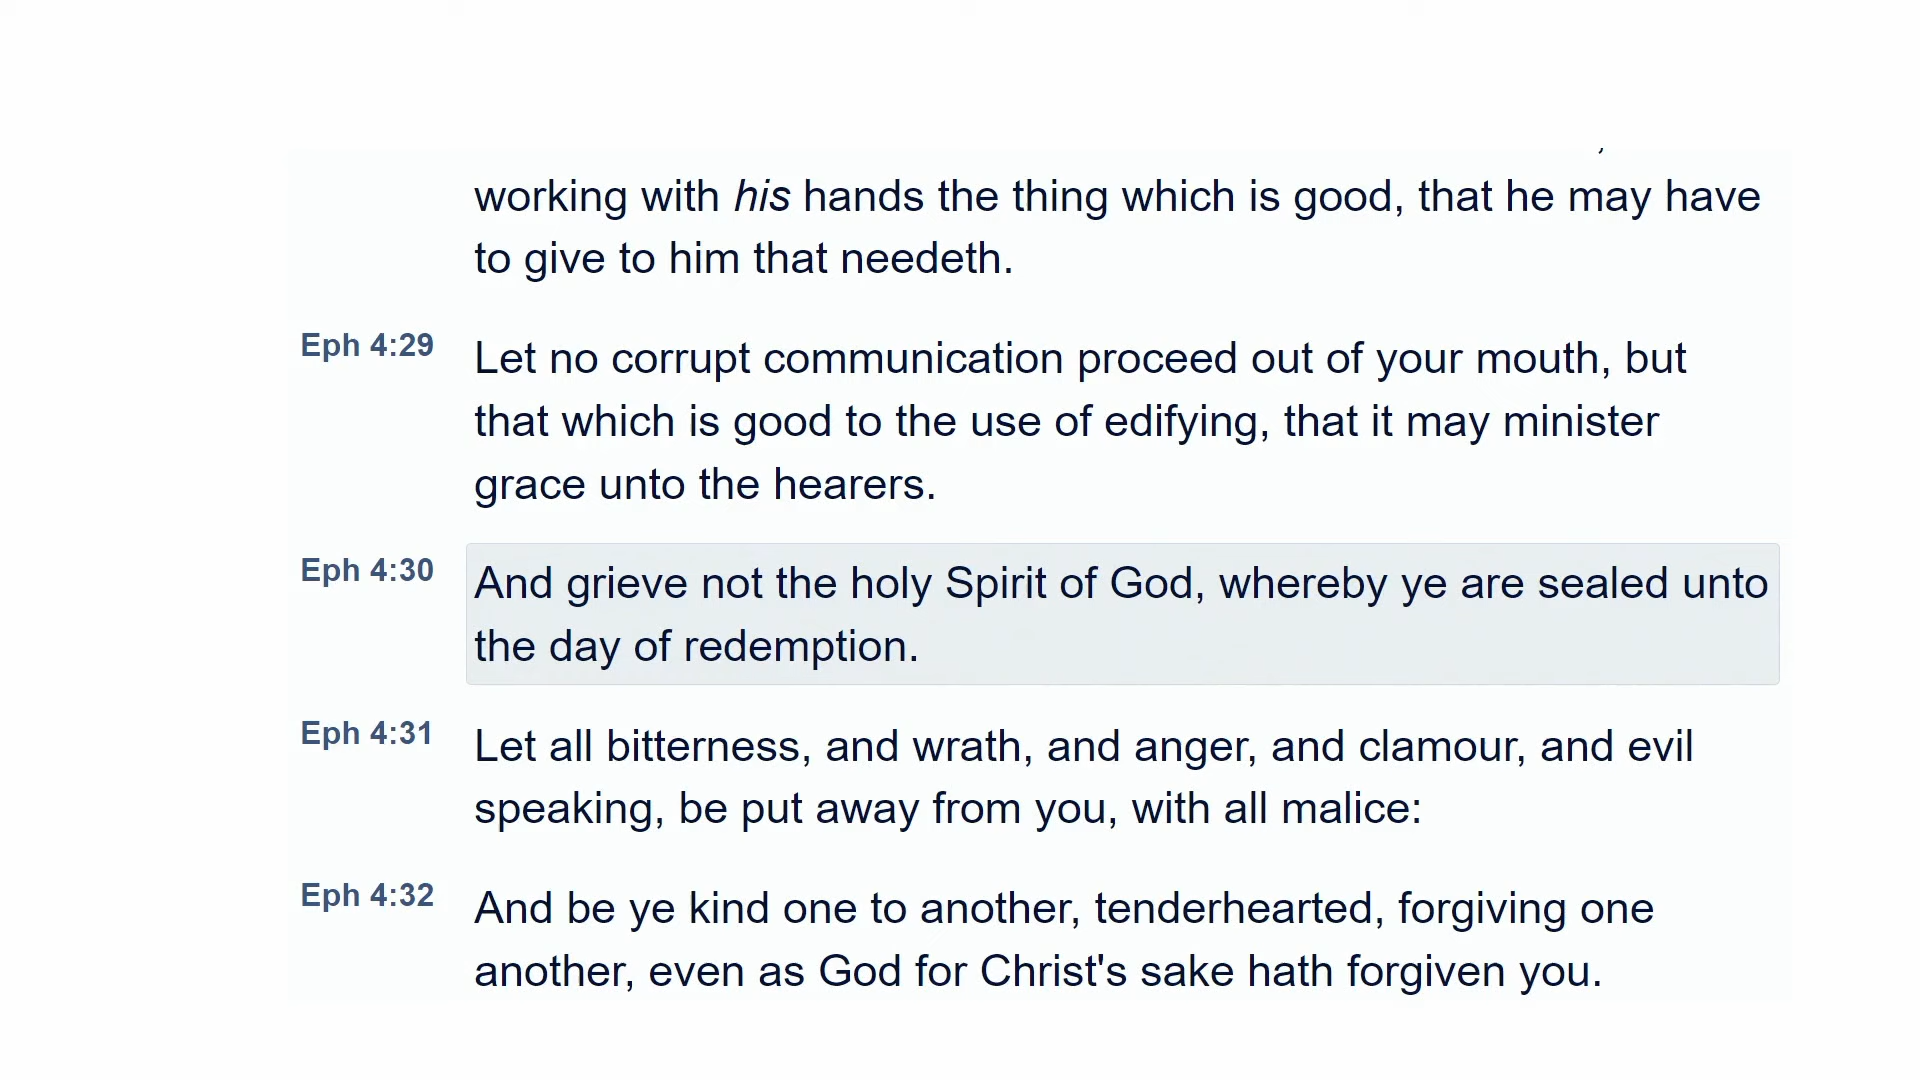 working with his hands the thing which is good, that he may have
to give to him that needeth.
Eph 4:29 Let no corrupt communication proceed out of your mouth, but
that which is good to the use of edifying, that it may minister
grace unto the hearers.
Eph 4:30 And grieve not the holy Spirit of God, whereby ye are sealed unto
the day of redemption.
Eph 4:31 Let all bitterness, and wrath, and anger, and clamour, and evil
speaking, be put away from you, with all malice:
Eph 4:32 And be ye kind one to another, tenderhearted, forgiving one
another, even as God for Christ's sake hath forgiven you.